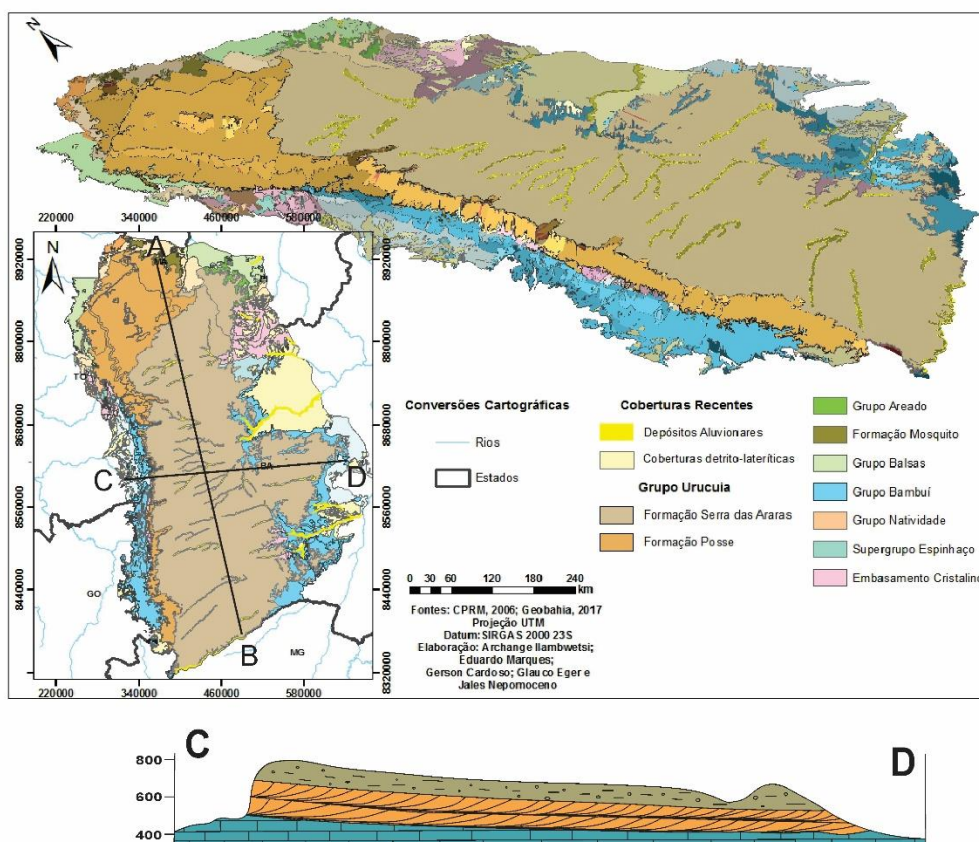 N
220000 340000 460000 580000
N
A
8920000
8800000
8680000
8560000
8440000
8320000
TO
BA
C
D
GO
B
MG
220000 340000 460000 580000
Conversões Cartográficas
Rios
Estados
Coberturas Recentes
Depósitos Aluvionares
Coberturas detrito-lateríticas
Grupo Urucuia
Formação Serra das Araras
Formação Posse
Grupo Areado
Formação Mosquito
Grupo Balsas
Grupo Bambuí
Grupo Natividade
Supergrupo Espinhaço
Embasamento Cristalino
0 30 60 120 180 240
km
Fontes: CPRM, 2006; Geobahia, 2017
Projeção UTM
Datum: SIRGAS 2000 23S
Elaboração: Archange Ilambwetsi;
Eduardo Marques;
Gerson Cardoso; Glauco Eger e
Jales Nepomoceno
C
D
800
600
400